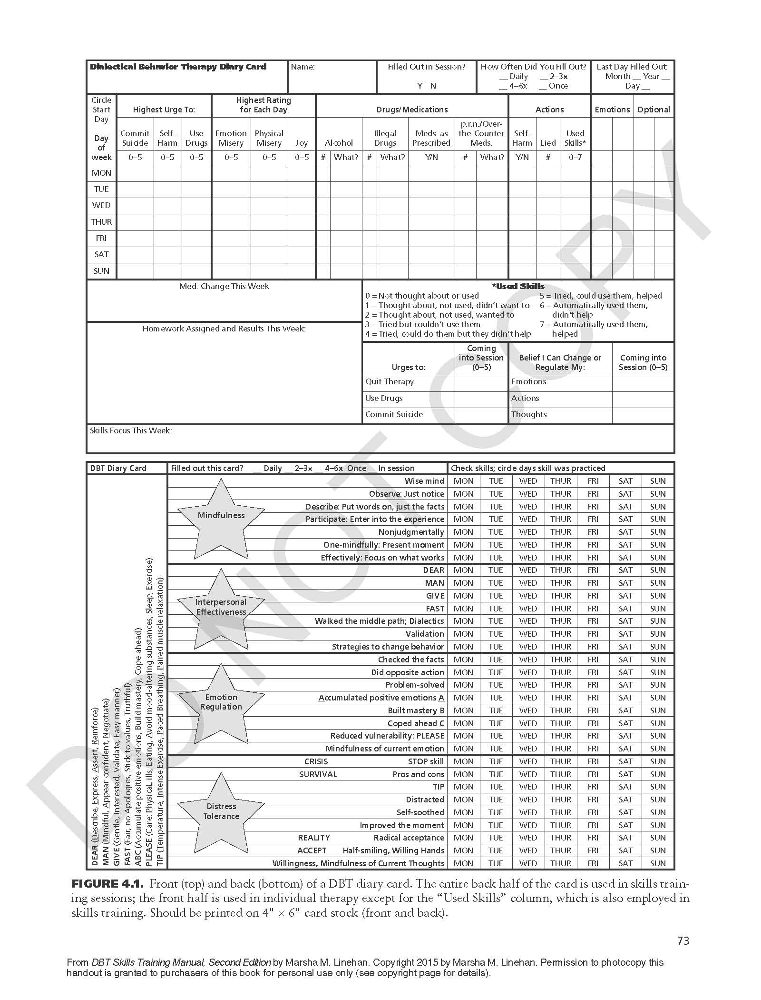 Dialectical Behavior Therapy Diary Card
Name:
Filled Out in Session?
Y N
How Often Did You Fill Out?
__ Daily __ 2–3x
__ 4–6x __ Once
Last Day Filled Out:
Month __ Year __
Day __
Circle
Start
Day
Day
of
week
Highest Urge To:
Highest Rating
for Each Day
Drugs/Medications
Actions
Emotions
Optional
Commit
Suicide
Self-
Harm
Use
Drugs
Emotion
Misery
Physical
Misery
Joy
Alcohol
Illegal
Drugs
Meds. as
Prescribed
p.r.n./Over-
the-Counter
Meds.
Self-
Harm
Lied
Used
Skills*
0–5 0–5 0–5 0–5 0–5 0–5 # What? # What? Y/N # What? Y/N # 0–7
MON
TUE
WED
THUR
FRI
SAT
SUN
Med. Change This Week
Homework Assigned and Results This Week:
*Used Skills
0 = Not thought about or used
1 = Thought about, not used, didn't want to
2 = Thought about, not used, wanted to
3 = Tried but couldn't use them
4 = Tried, could do them but they didn't help
5 = Tried, could use them, helped
6 = Automatically used them,
didn't help
7 = Automatically used them,
helped
Urges to:
Coming
into Session
(0–5)
Belief I Can Change or
Regulate My:
Coming into
Session (0–5)
Quit Therapy Emotions
Use Drugs Actions
Commit Suicide Thoughts
Skills Focus This Week:
DBT Diary Card Filled out this card? __ Daily __ 2–3x __ 4–6x Once __ In session Check skills; circle days skill was practiced
DEAR (Describe, Express, Assert, Reinforce)
MAN (Mindful, Appear confident, Negotiate)
GIVE (Gentle, Interested, Validate, Easy manner)
FAST (Fair, no Apologies, Stick to values, Truthful)
ABC (Accumulate positive emotions, Build mastery, Cope ahead)
PLEASE (Care: PhysicaL ills, Eating, Avoid mood-altering substances, Sleep, Exercise)
TIP (Temperature, Intense Exercise, Paced Breathing, Paired muscle relaxation)
Mindfulness
Wise mind MON TUE WED THUR FRI SAT SUN
Observe: Just notice MON TUE WED THUR FRI SAT SUN
Describe: Put words on, just the facts MON TUE WED THUR FRI SAT SUN
Participate: Enter into the experience MON TUE WED THUR FRI SAT SUN
Nonjudgmentally MON TUE WED THUR FRI SAT SUN
One-mindfully: Present moment MON TUE WED THUR FRI SAT SUN
Effectively: Focus on what works MON TUE WED THUR FRI SAT SUN
Interpersonal
Effectiveness
DEAR MON TUE WED THUR FRI SAT SUN
MAN MON TUE WED THUR FRI SAT SUN
GIVE MON TUE WED THUR FRI SAT SUN
FAST MON TUE WED THUR FRI SAT SUN
Walked the middle path; Dialectics MON TUE WED THUR FRI SAT SUN
Validation MON TUE WED THUR FRI SAT SUN
Strategies to change behavior MON TUE WED THUR FRI SAT SUN
Emotion
Regulation
Checked the facts MON TUE WED THUR FRI SAT SUN
Did opposite action MON TUE WED THUR FRI SAT SUN
Problem-solved MON TUE WED THUR FRI SAT SUN
Accumulated positive emotions A MON TUE WED THUR FRI SAT SUN
Built mastery B MON TUE WED THUR FRI SAT SUN
Coped ahead C MON TUE WED THUR FRI SAT SUN
Reduced vulnerability: PLEASE MON TUE WED THUR FRI SAT SUN
Mindfulness of current emotion MON TUE WED THUR FRI SAT SUN
Distress
Tolerance
CRISIS STOP skill MON TUE WED THUR FRI SAT SUN
SURVIVAL Pros and cons MON TUE WED THUR FRI SAT SUN
TIP MON TUE WED THUR FRI SAT SUN
Distracted MON TUE WED THUR FRI SAT SUN
Self-soothed MON TUE WED THUR FRI SAT SUN
Improved the moment MON TUE WED THUR FRI SAT SUN
REALITY Radical acceptance MON TUE WED THUR FRI SAT SUN
ACCEPT Half-smiling, Willing Hands MON TUE WED THUR FRI SAT SUN
Willingness, Mindfulness of Current Thoughts MON TUE WED THUR FRI SAT SUN
DO NOT COPY
FIGURE 4.1. Front (top) and back (bottom) of a DBT diary card. The entire back half of the card is used in skills train-
ing sessions; the front half is used in individual therapy except for the “Used Skills” column, which is also employed in
skills training. Should be printed on 4" × 6" card stock (front and back).
73
From DBT Skills Training Manual, Second Edition by Marsha M. Linehan. Copyright 2015 by Marsha M. Linehan. Permission to photocopy this
handout is granted to purchasers of this book for personal use only (see copyright page for details).